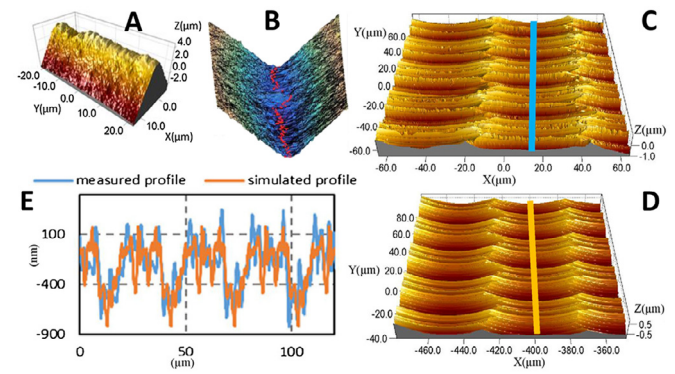 A
Z(μm)
4.0
2.0
0.0
-2.0
-20.0
-10.0
0.0
10.0
20.0
Y(μm)
0.0
10.0
X(μm)
B
C
Y(μm)
60.0
40.0
20.0
0.0
-20.0
-40.0
-60.0
-60.0 -40.0 -20.0 0.0 20.0 40.0 60.0
X(μm)
Z(μm)
0.0
-1.0
measured profile simulated profile
E
(nm)
100
-400
-900
0 50 100
(μm)
D
Y(μm)
80.0
60.0
40.0
20.0
0.0
-20.0
-40.0
-460.0 -440.0 -420.0 -400.0 -380.0 -360.0
X(μm)
Z(μm)
0.5
-0.5